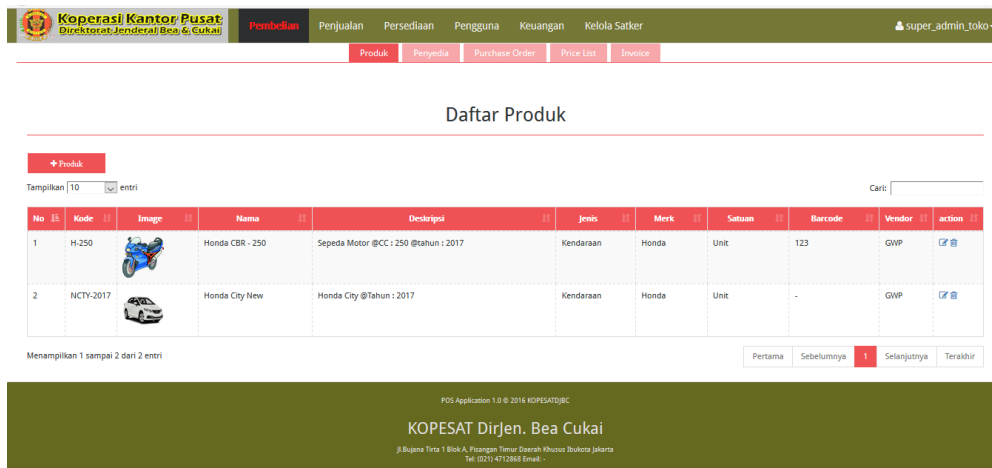 Koperasi Kantor Pusat
Direktorat Jenderal Bea & Cukai
Pembelian Penjualan Persediaan Pengguna Keuangan Kelola Satker super_admin_toko
Produk Penyedia Purchase Order Price List Invoice
Daftar Produk
+ Produk
Tampilkan 10 entri Cari:
No Kode Image Nama Deskripsi Jenis Merk Satuan Barcode Vendor action
1 H-250 Honda CBR - 250 Sepeda Motor @CC : 250 @tahun : 2017 Kendaraan Honda Unit 123 GWP
2 NCTY-2017 Honda City New Honda City @Tahun : 2017 Kendaraan Honda Unit - GWP
Menampilkan 1 sampai 2 dari 2 entri Pertama Sebelumnya 1 Selanjutnya Terakhir
POS Application 1.0 © 2016 KOPESATDJBC
KOPESAT DirJen. Bea Cukai
Jl.Bujana Tirta 1 Blok A, Pisangan Timur Daerah Khusus Ibukota Jakarta
Tel: (021) 4712868 Email: -